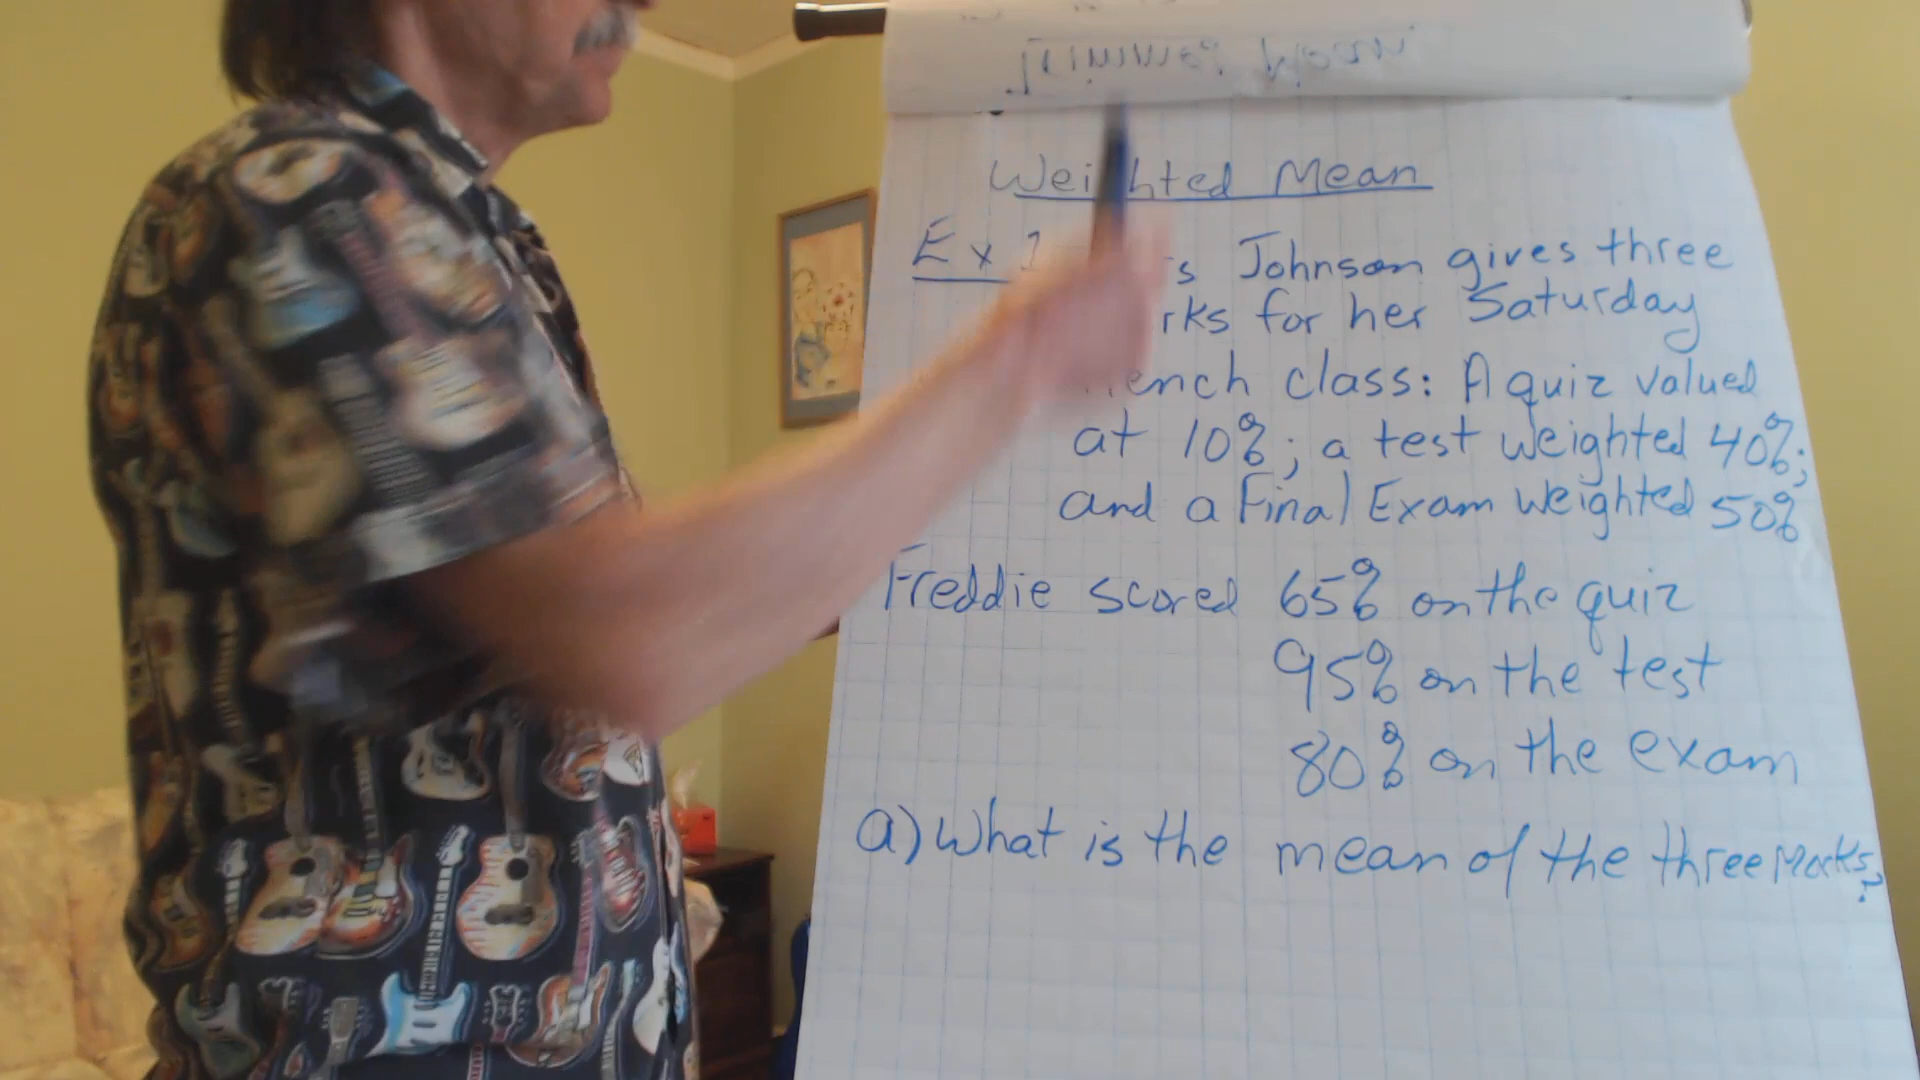 Weighted Mean
Ex 1 Johnson gives three
for her Saturday
class: A quiz valued
at 10%; a test weighted 40%;
and a Final Exam weighted 50%
Freddie scored 65% on the quiz
95% on the test
80% on the exam
a) What is the mean of the three Marks?